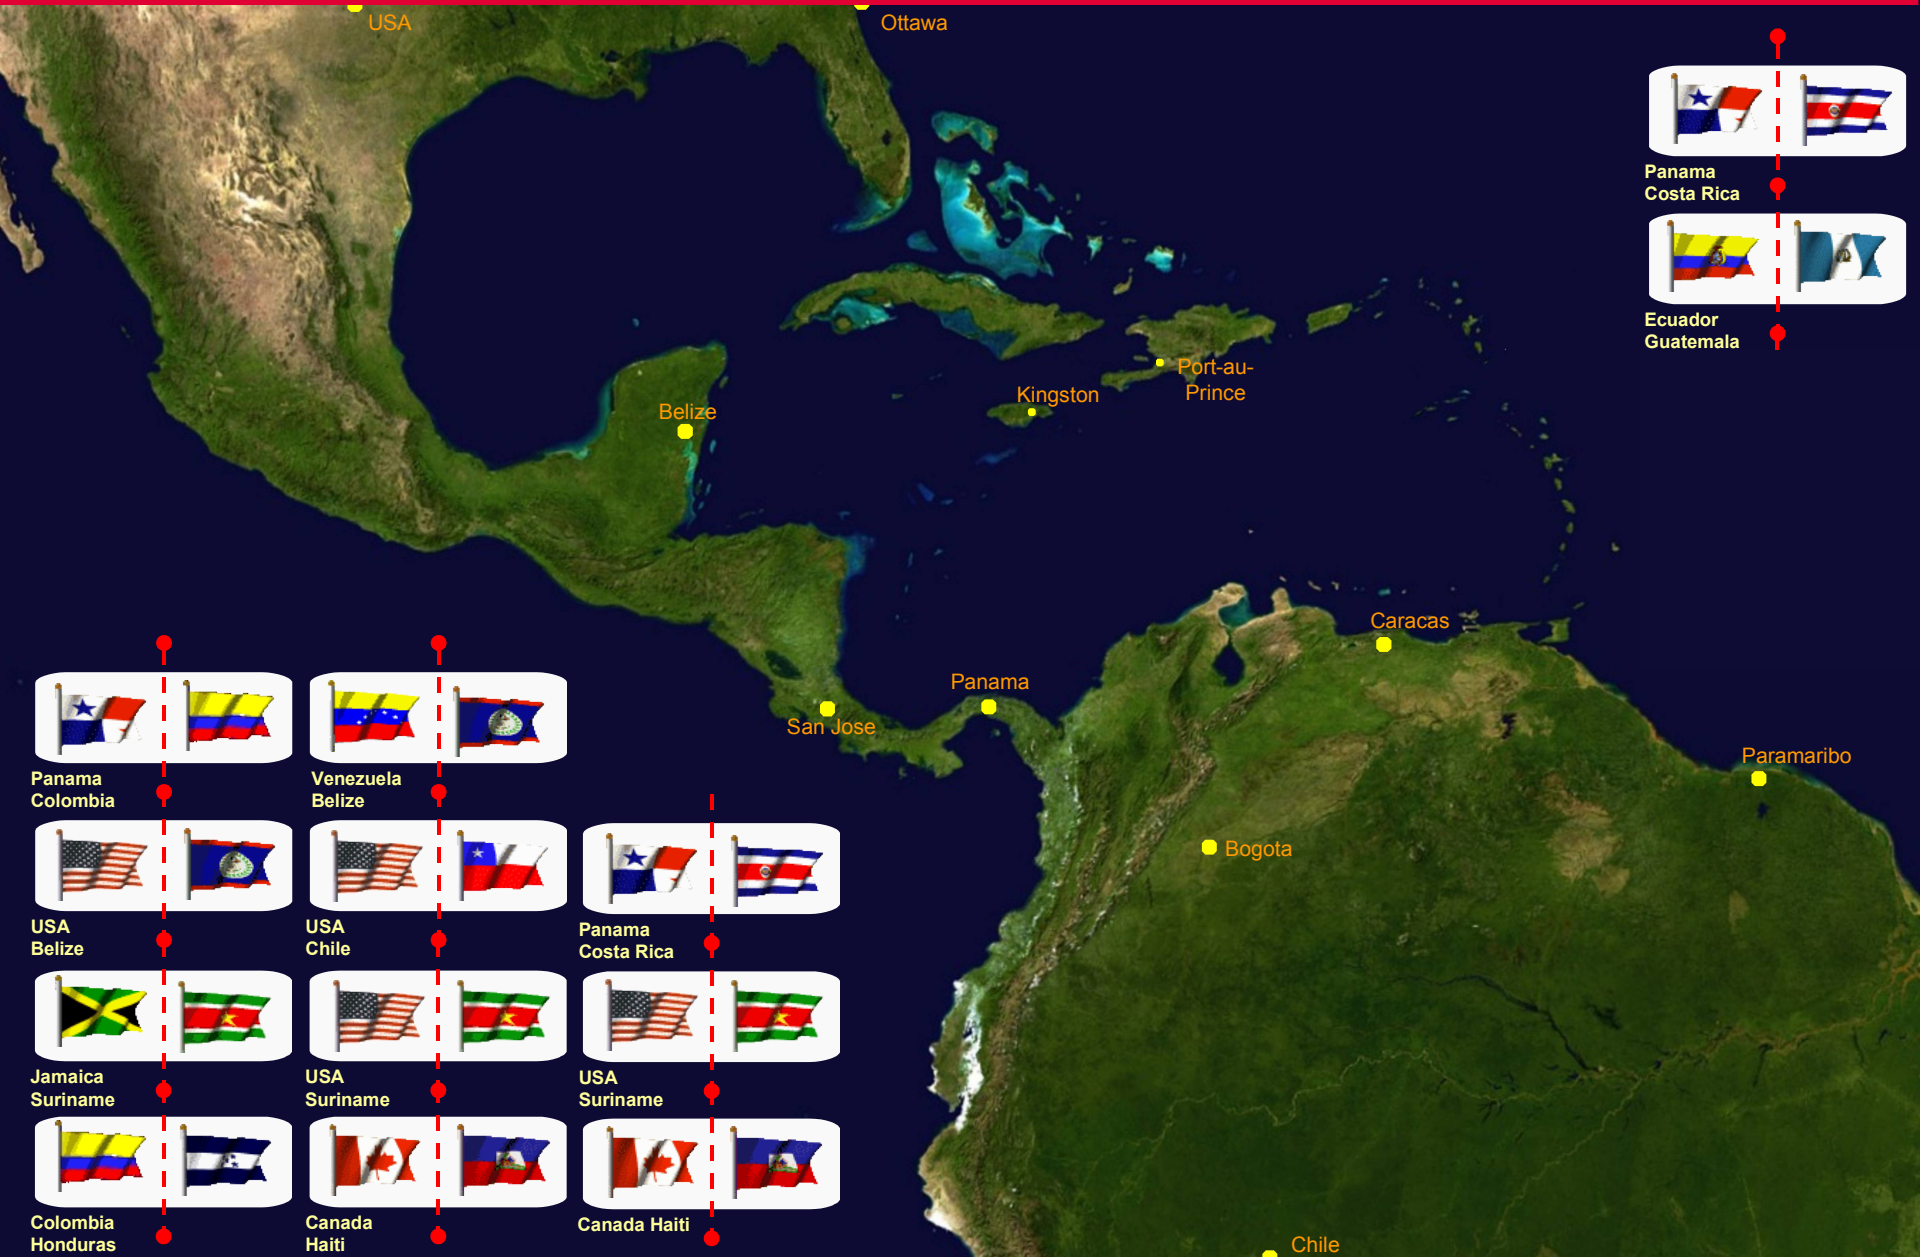 USA
Ottawa
Panama
Costa Rica
Ecuador
Guatemala
Port-au-
Prince
Kingston
Belize
Caracas
Panama
San Jose
Paramaribo
Bogota
Panama
Colombia
Venezuela
Belize
USA
Belize
USA
Chile
Panama
Costa Rica
Jamaica
Suriname
USA
Suriname
USA
Suriname
Colombia
Honduras
Canada
Haiti
Canada Haiti
Chile